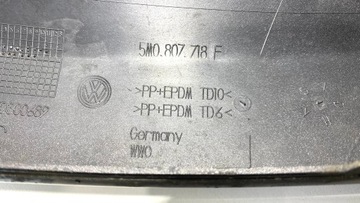 5M0.807.718 F
>PP+EPDM TD10<
>PP+EPDM TD6<
Germany
WWO